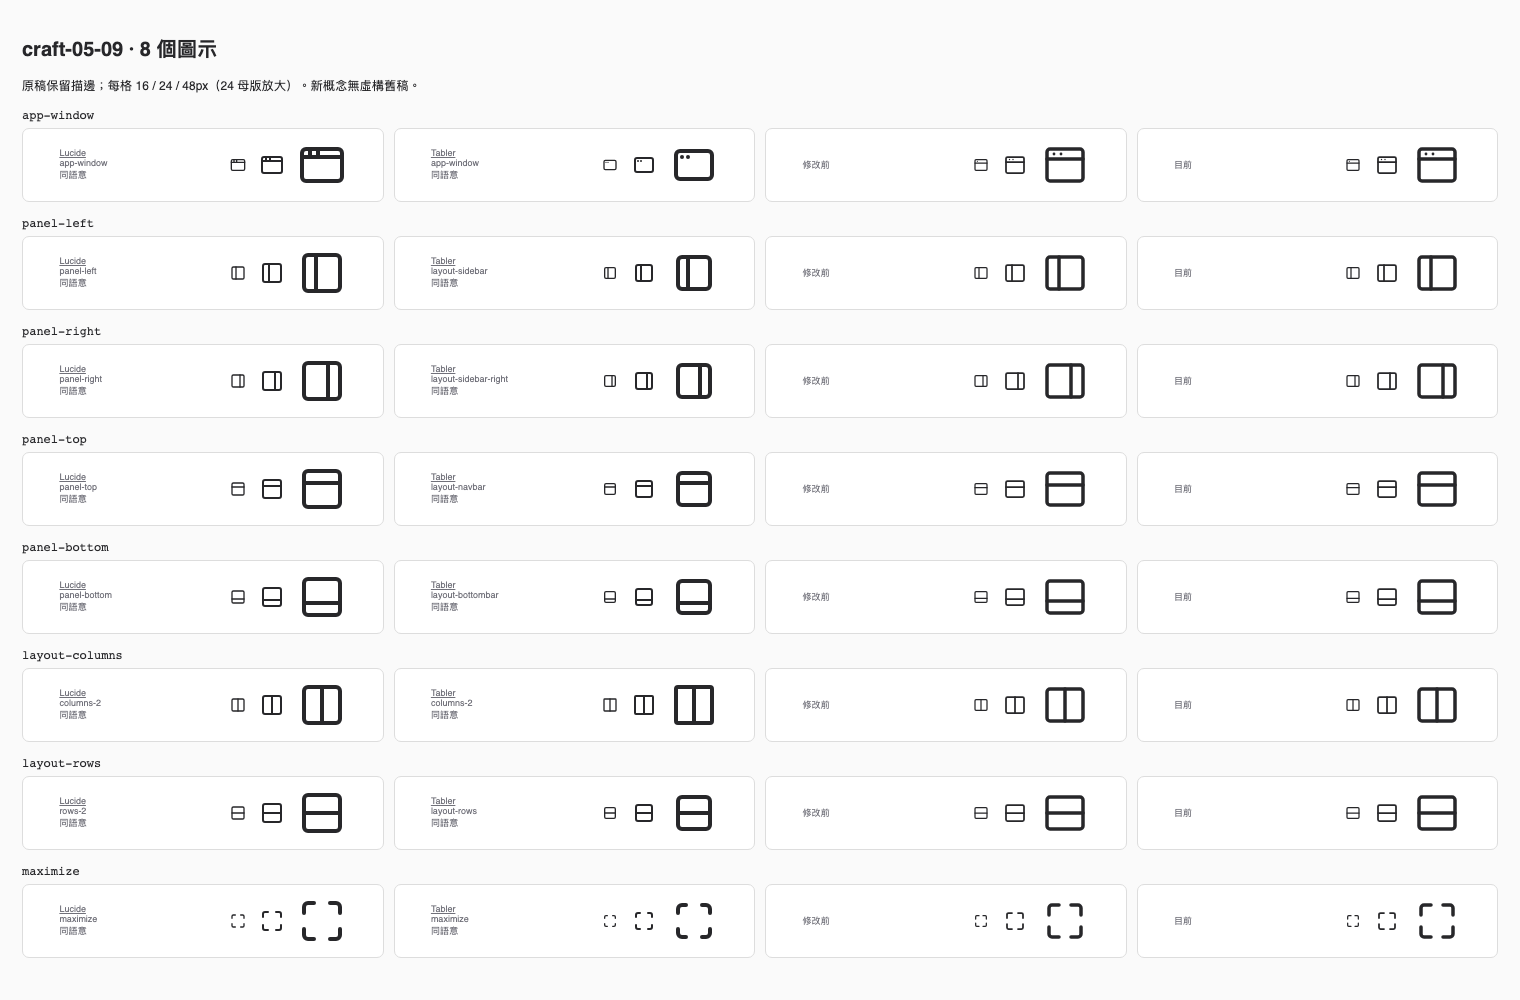 craft-05-09 · 8 個圖示
原稿保留描邊；每格 16 / 24 / 48px（24 母版放大）。新概念無虛構舊稿。
app-window
Lucide
app-window
同語意
Tabler
app-window
同語意
修改前
目前
panel-left
Lucide
panel-left
同語意
Tabler
layout-sidebar
同語意
修改前
目前
panel-right
Lucide
panel-right
同語意
Tabler
layout-sidebar-right
同語意
修改前
目前
panel-top
Lucide
panel-top
同語意
Tabler
layout-navbar
同語意
修改前
目前
panel-bottom
Lucide
panel-bottom
同語意
Tabler
layout-bottombar
同語意
修改前
目前
layout-columns
Lucide
columns-2
同語意
Tabler
columns-2
同語意
修改前
目前
layout-rows
Lucide
rows-2
同語意
Tabler
layout-rows
同語意
修改前
目前
maximize
Lucide
maximize
同語意
Tabler
maximize
同語意
修改前
目前